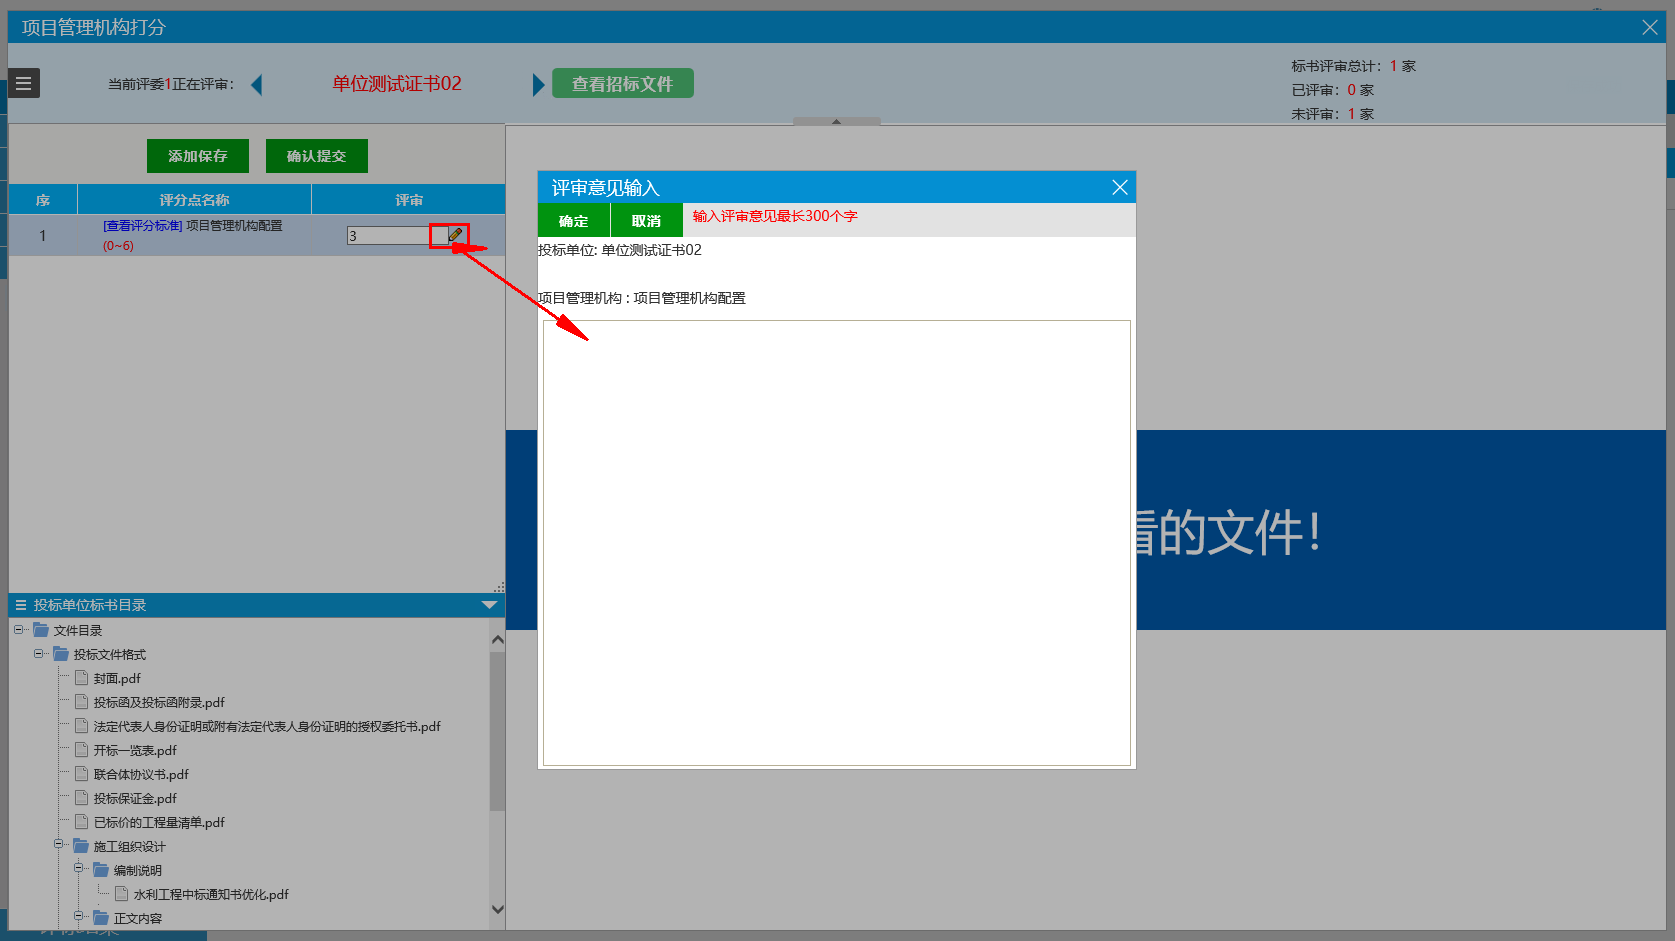 项目管理机构打分
当前评委1正在评审：
单位测试证书02
查看招标文件
标书评审总计：1 家
已评审：0 家
未评审：1 家
添加保存
确认提交
序
评分点名称
评审
1
[查看评分标准] 项目管理机构配置
(0~6)
3
评审意见输入
确定
取消
输入评审意见最长300个字
投标单位: 单位测试证书02
项目管理机构 : 项目管理机构配置
看的文件!
投标单位标书目录
文件目录
投标文件格式
封面.pdf
投标函及投标函附录.pdf
法定代表人身份证明或附有法定代表人身份证明的授权委托书.pdf
开标一览表.pdf
联合体协议书.pdf
投标保证金.pdf
已标价的工程量清单.pdf
施工组织设计
编制说明
水利工程中标通知书优化.pdf
正文内容